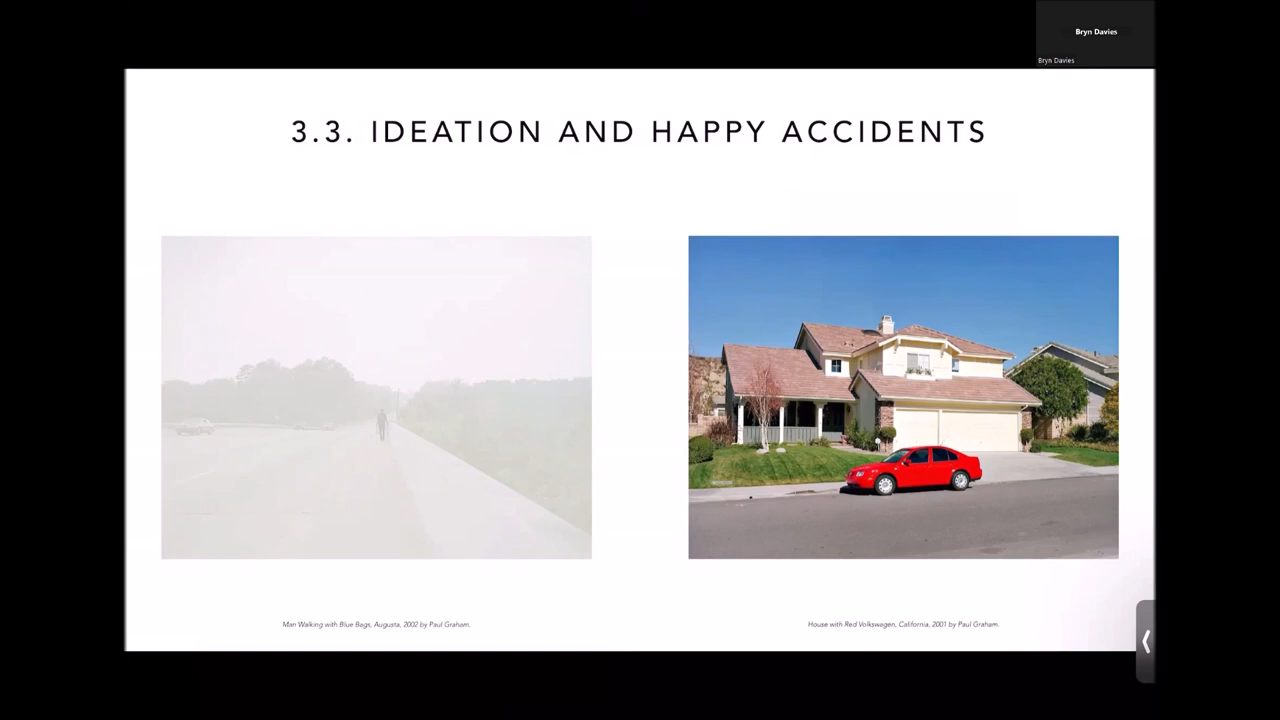 Bryn Davies
Bryn Davies
3.3. IDEATION AND HAPPY ACCIDENTS
Man Walking with Blue Bags, Augusta, 2002 by Paul Graham.
House with Red Volkswagen, California, 2001 by Paul Graham.